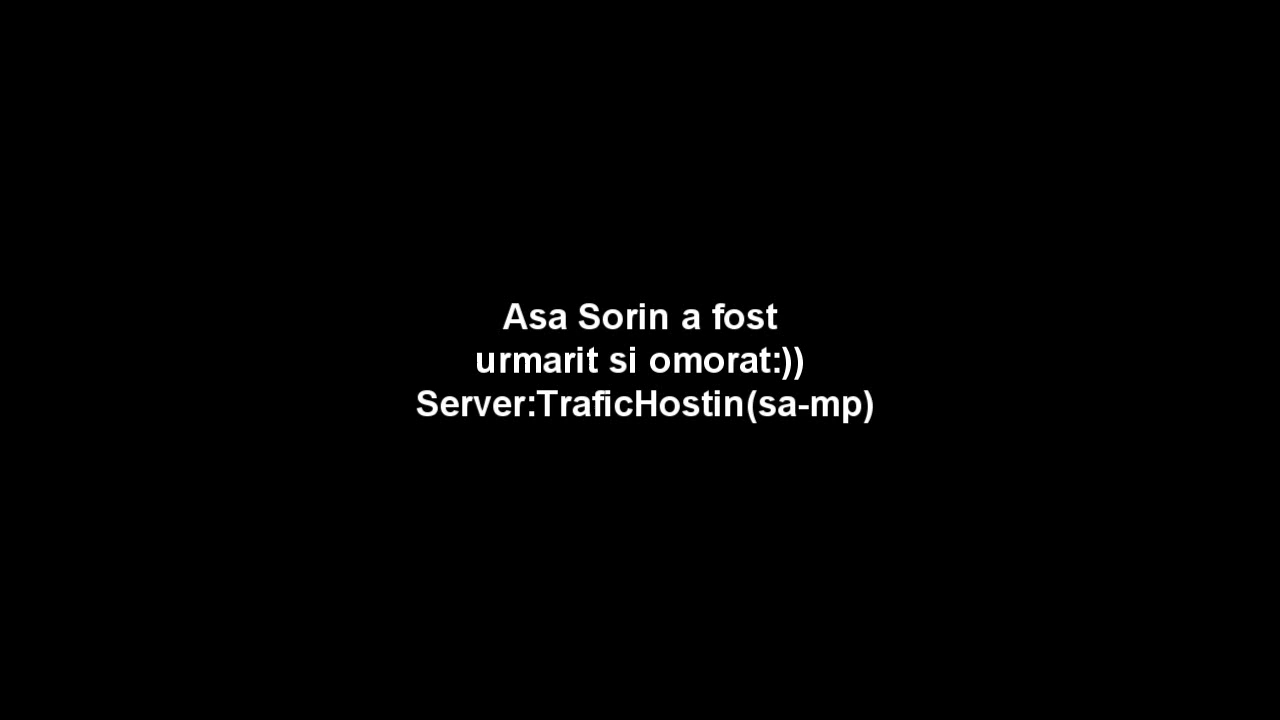 Asa Sorin a fost
urmarit si omorat:))
Server:TraficHostin(sa-mp)